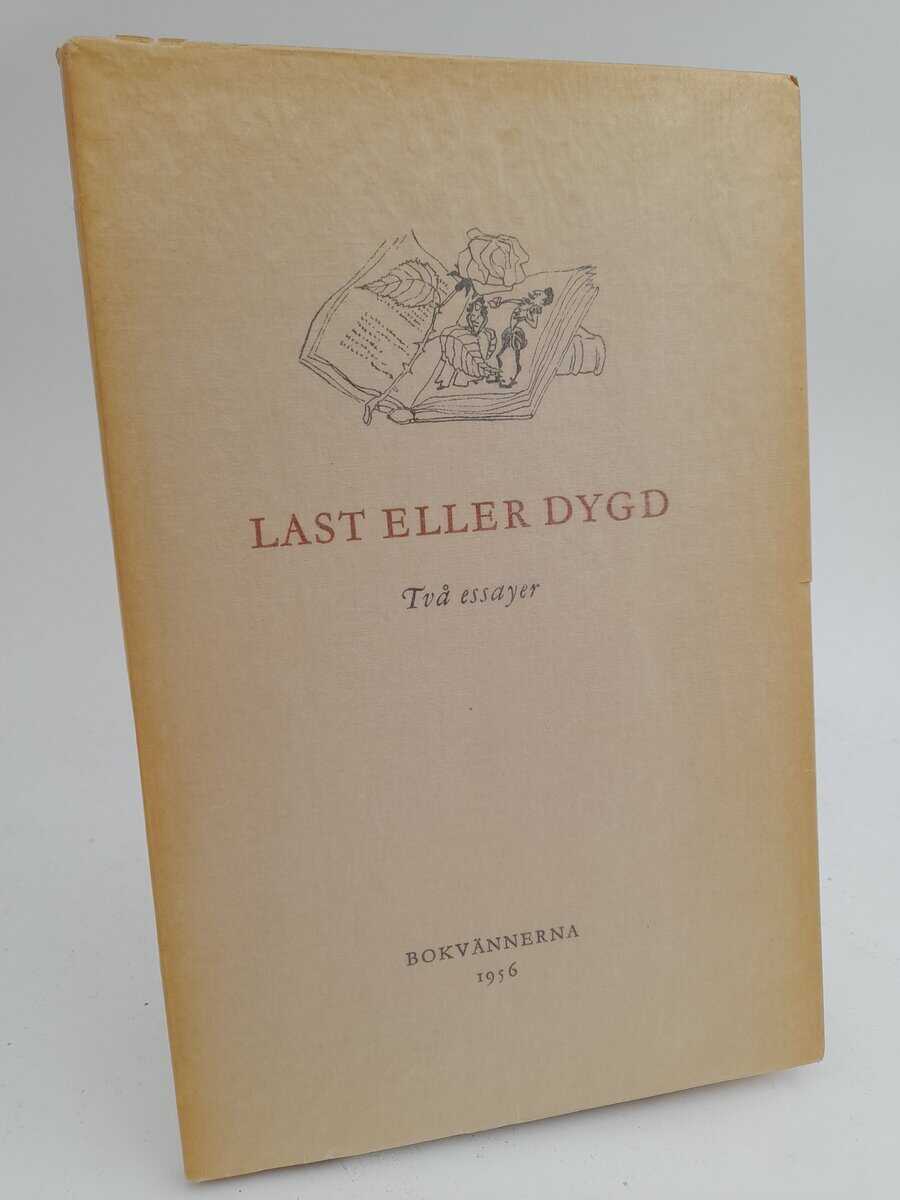 LAST ELLER DYGD
Två essayer
BOKVÄNNERNA
1956